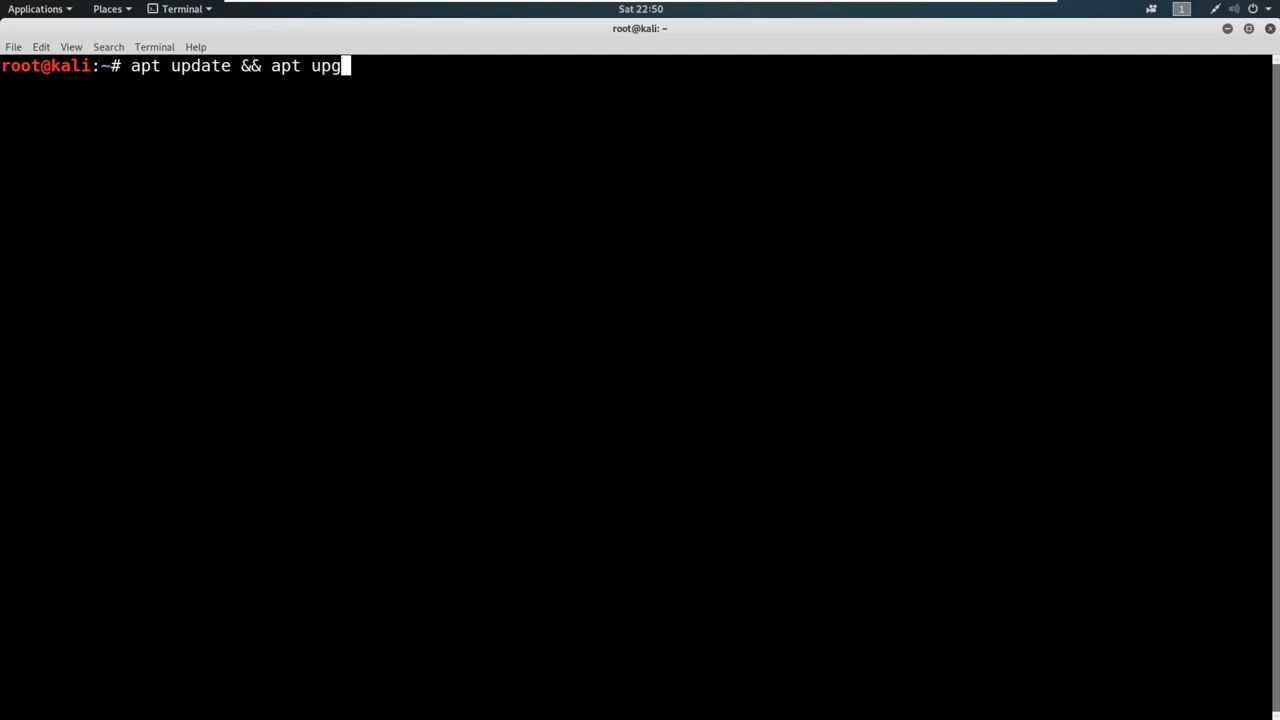 Applications Places Terminal Sat 22:50 1
root@kali: ~
File Edit View Search Terminal Help
root@kali:~# apt update && apt upg